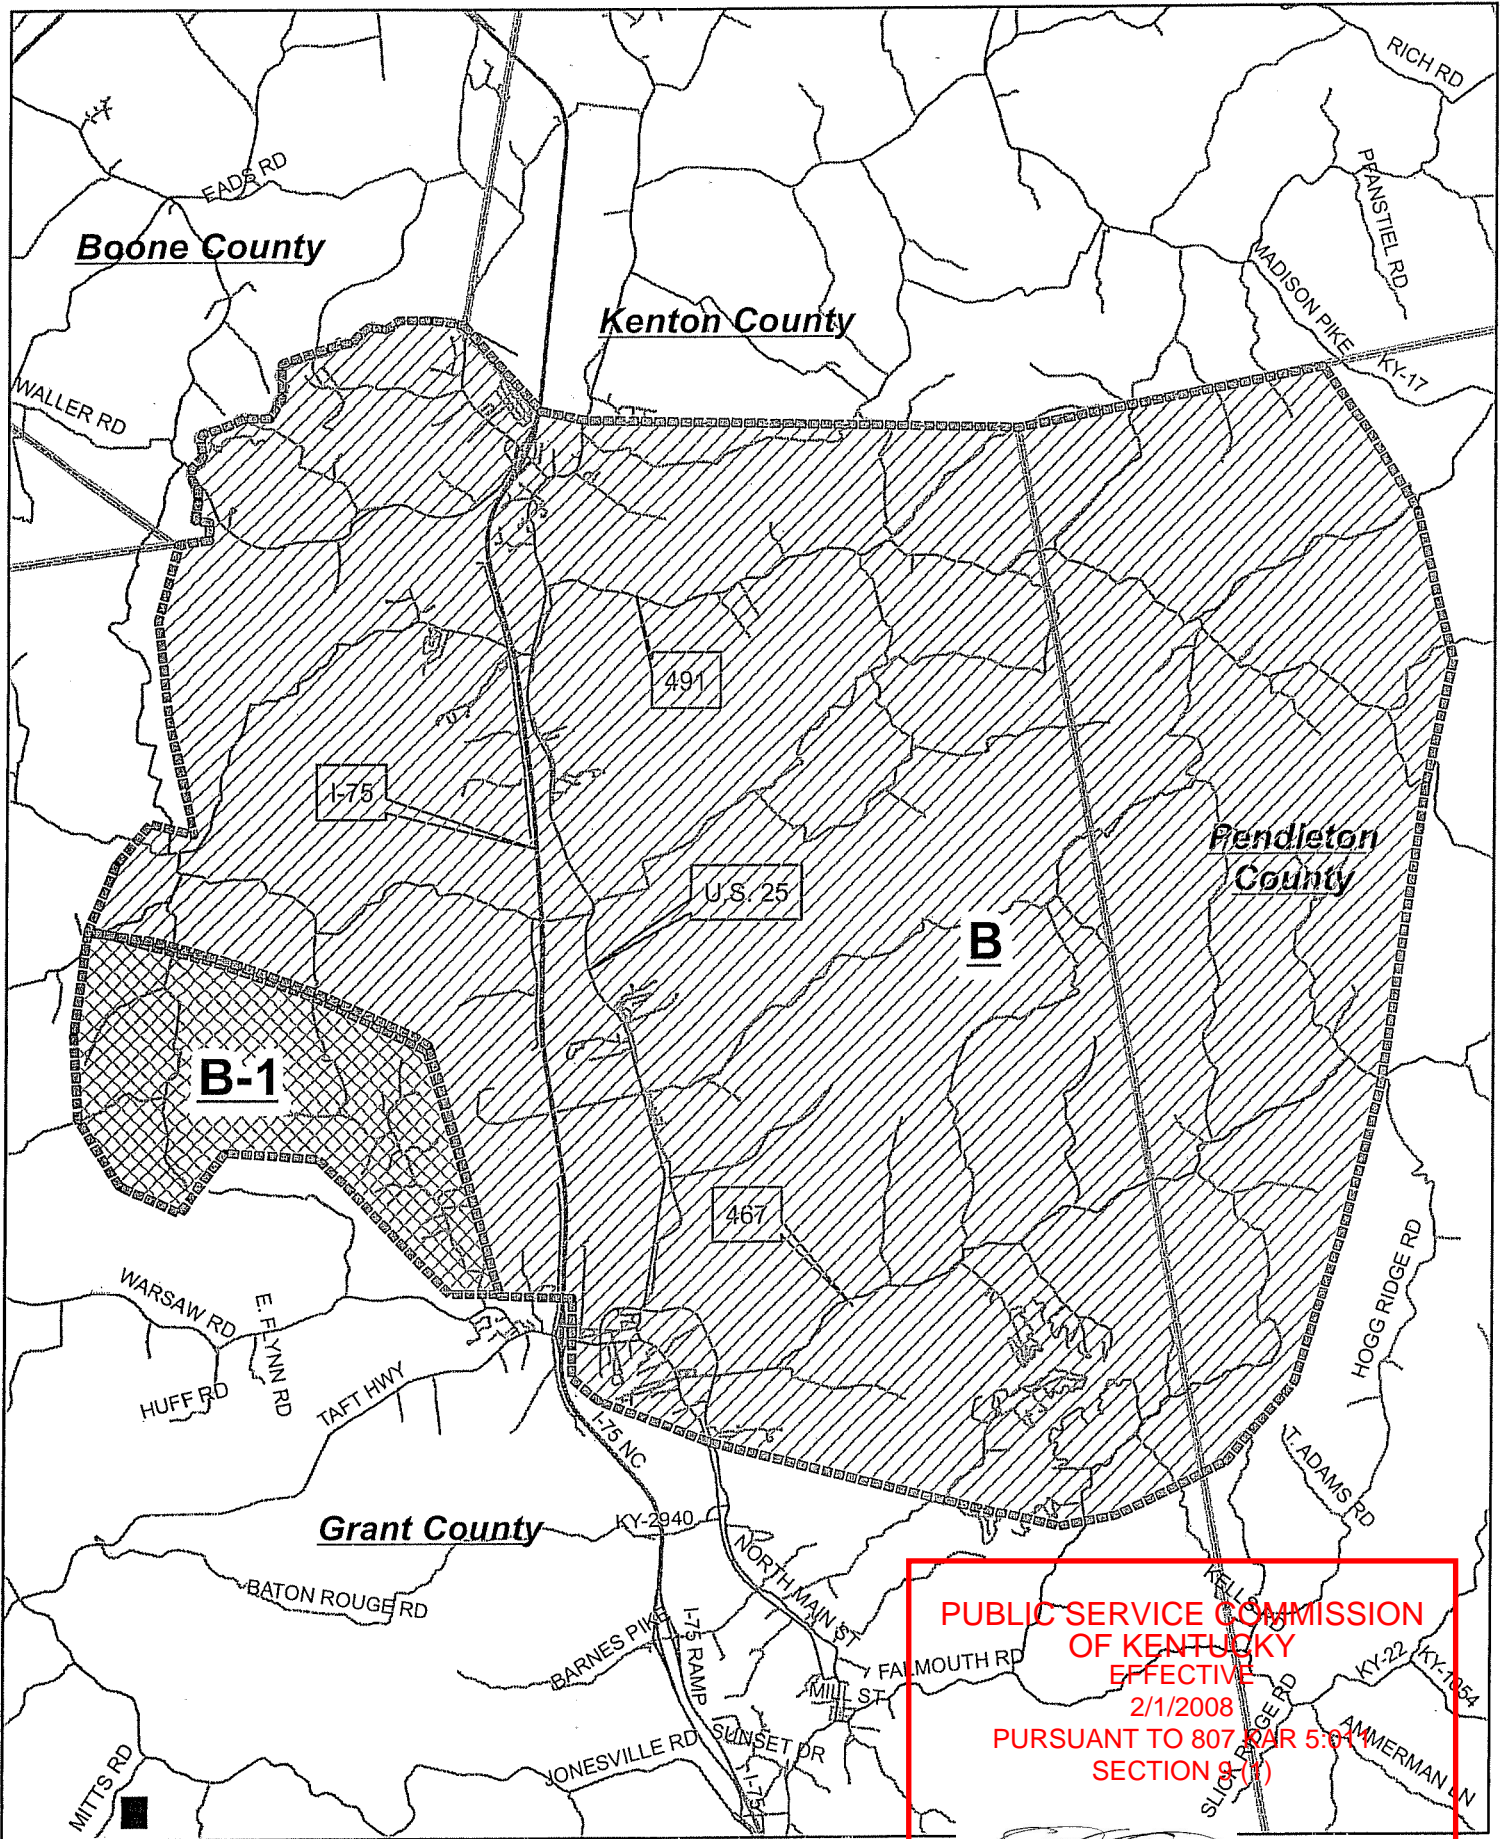 RICH RD
EADS RD
PFANSTIEL RD
Boone County
MADISON PIKE
Kenton County
KY-17
WALLER RD
491
I-75
Pendleton
County
U.S. 25
B
B-1
467
WARSAW RD
E. FLYNN RD
HOGG RIDGE RD
HUFF RD
TAFT HWY
I-75 NC
T. ADAMS RD
Grant County
KY-2940
NORTH MAIN ST
BATON ROUGE RD
BARNES PIKE
I-75 RAMP
FALMOUTH RD
MILL ST
KY-22
KY-1054
PUBLIC SERVICE COMMISSION
OF KENTUCKY
EFFECTIVE
2/1/2008
PURSUANT TO 807 KAR 5:011
SECTION 9 (1)
SUNSET DR
JONESVILLE RD
I-75
MITTS RD
AMMERMAN LN